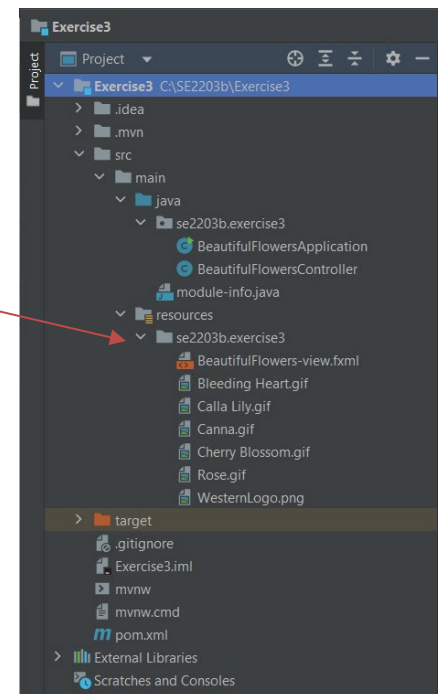 Exercise3
Project
Project
Exercise3 C:\SE2203b\Exercise3
.idea
.mvn
src
main
java
se2203b.exercise3
BeautifulFlowersApplication
BeautifulFlowersController
module-info.java
resources
se2203b.exercise3
BeautifulFlowers-view.fxml
Bleeding Heart.gif
Calla Lily.gif
Canna.gif
Cherry Blossom.gif
Rose.gif
WesternLogo.png
target
.gitignore
Exercise3.iml
mvnw
mvnw.cmd
pom.xml
External Libraries
Scratches and Consoles